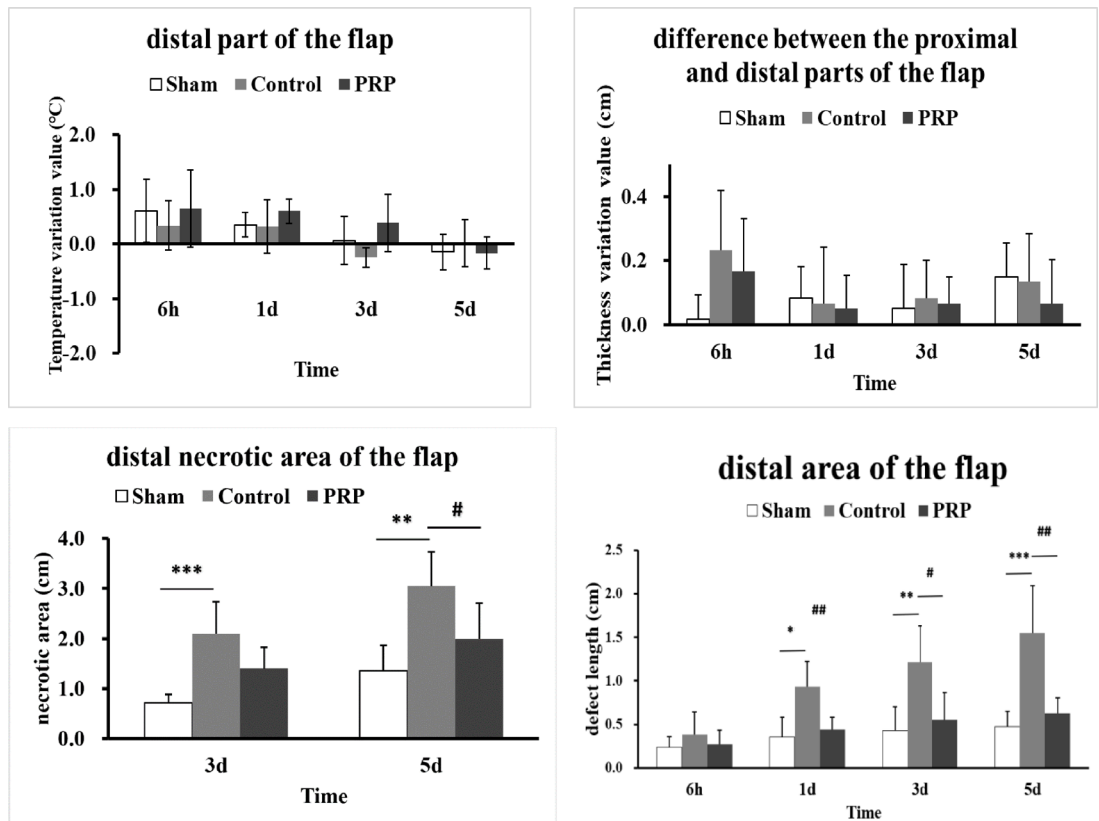 distal part of the flap
Sham Control PRP
Temperature variation value (°C)
2.0
1.0
0.0
-1.0
-2.0
6h 1d 3d 5d
Time
difference between the proximal
and distal parts of the flap
Sham Control PRP
Thickness variation value (cm)
0.4
0.2
0.0
6h 1d 3d 5d
Time
distal necrotic area of the flap
Sham Control PRP
necrotic area (cm)
4.0
3.0
2.0
1.0
0.0
***
** #
3d 5d
Time
distal area of the flap
Sham Control PRP
defect length (cm)
2.5
2.0
1.5
1.0
0.5
0.0
* ##
** #
*** ##
6h 1d 3d 5d
Time